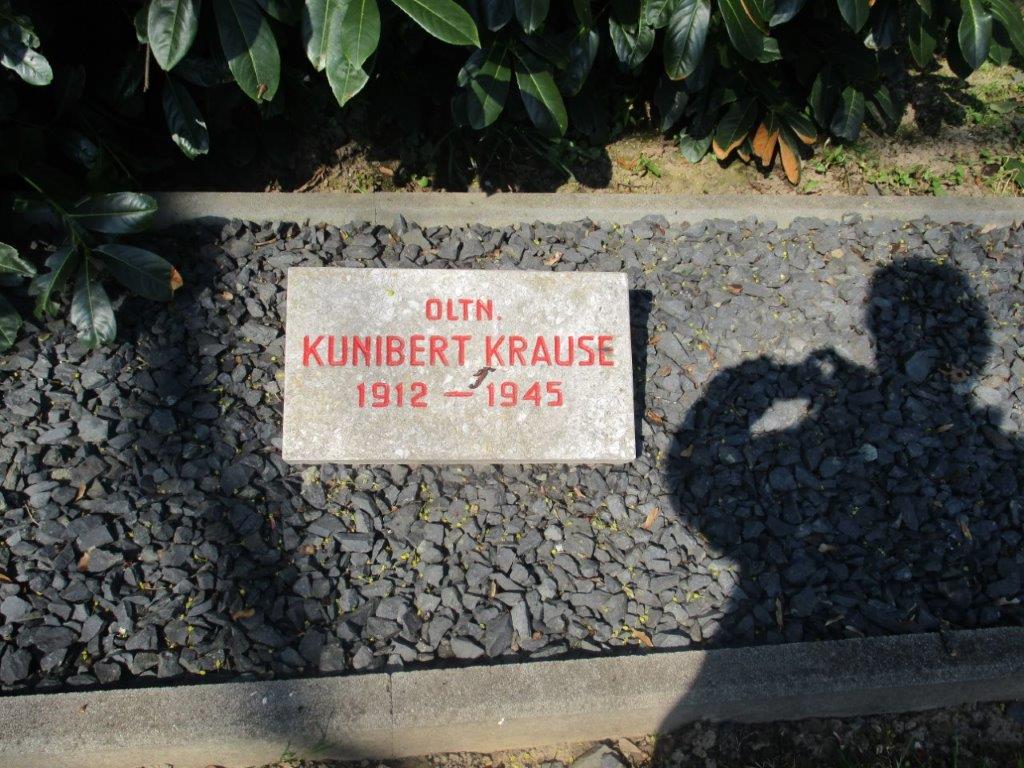 OLTN.
KUNIBERT KRAUSE
1912 — 1945